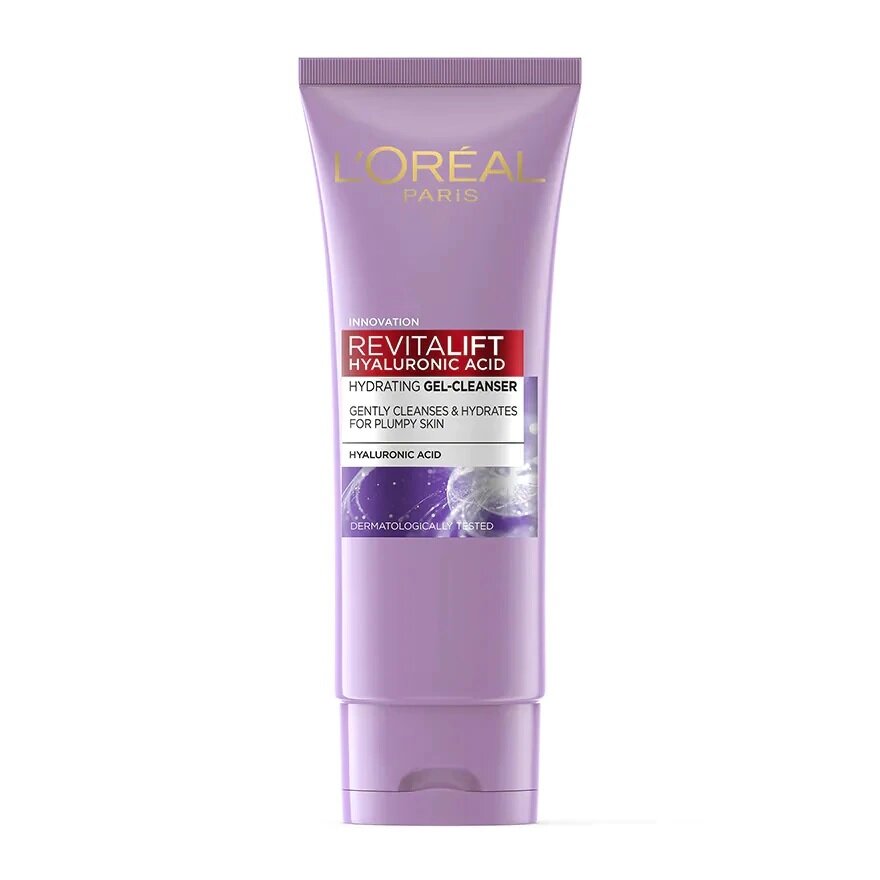 L'ORÉAL
PARIS
INNOVATION
REVITALIFT
HYALURONIC ACID
HYDRATING GEL-CLEANSER
GENTLY CLEANSES & HYDRATES
FOR PLUMPY SKIN
HYALURONIC ACID
DERMATOLOGICALLY TESTED